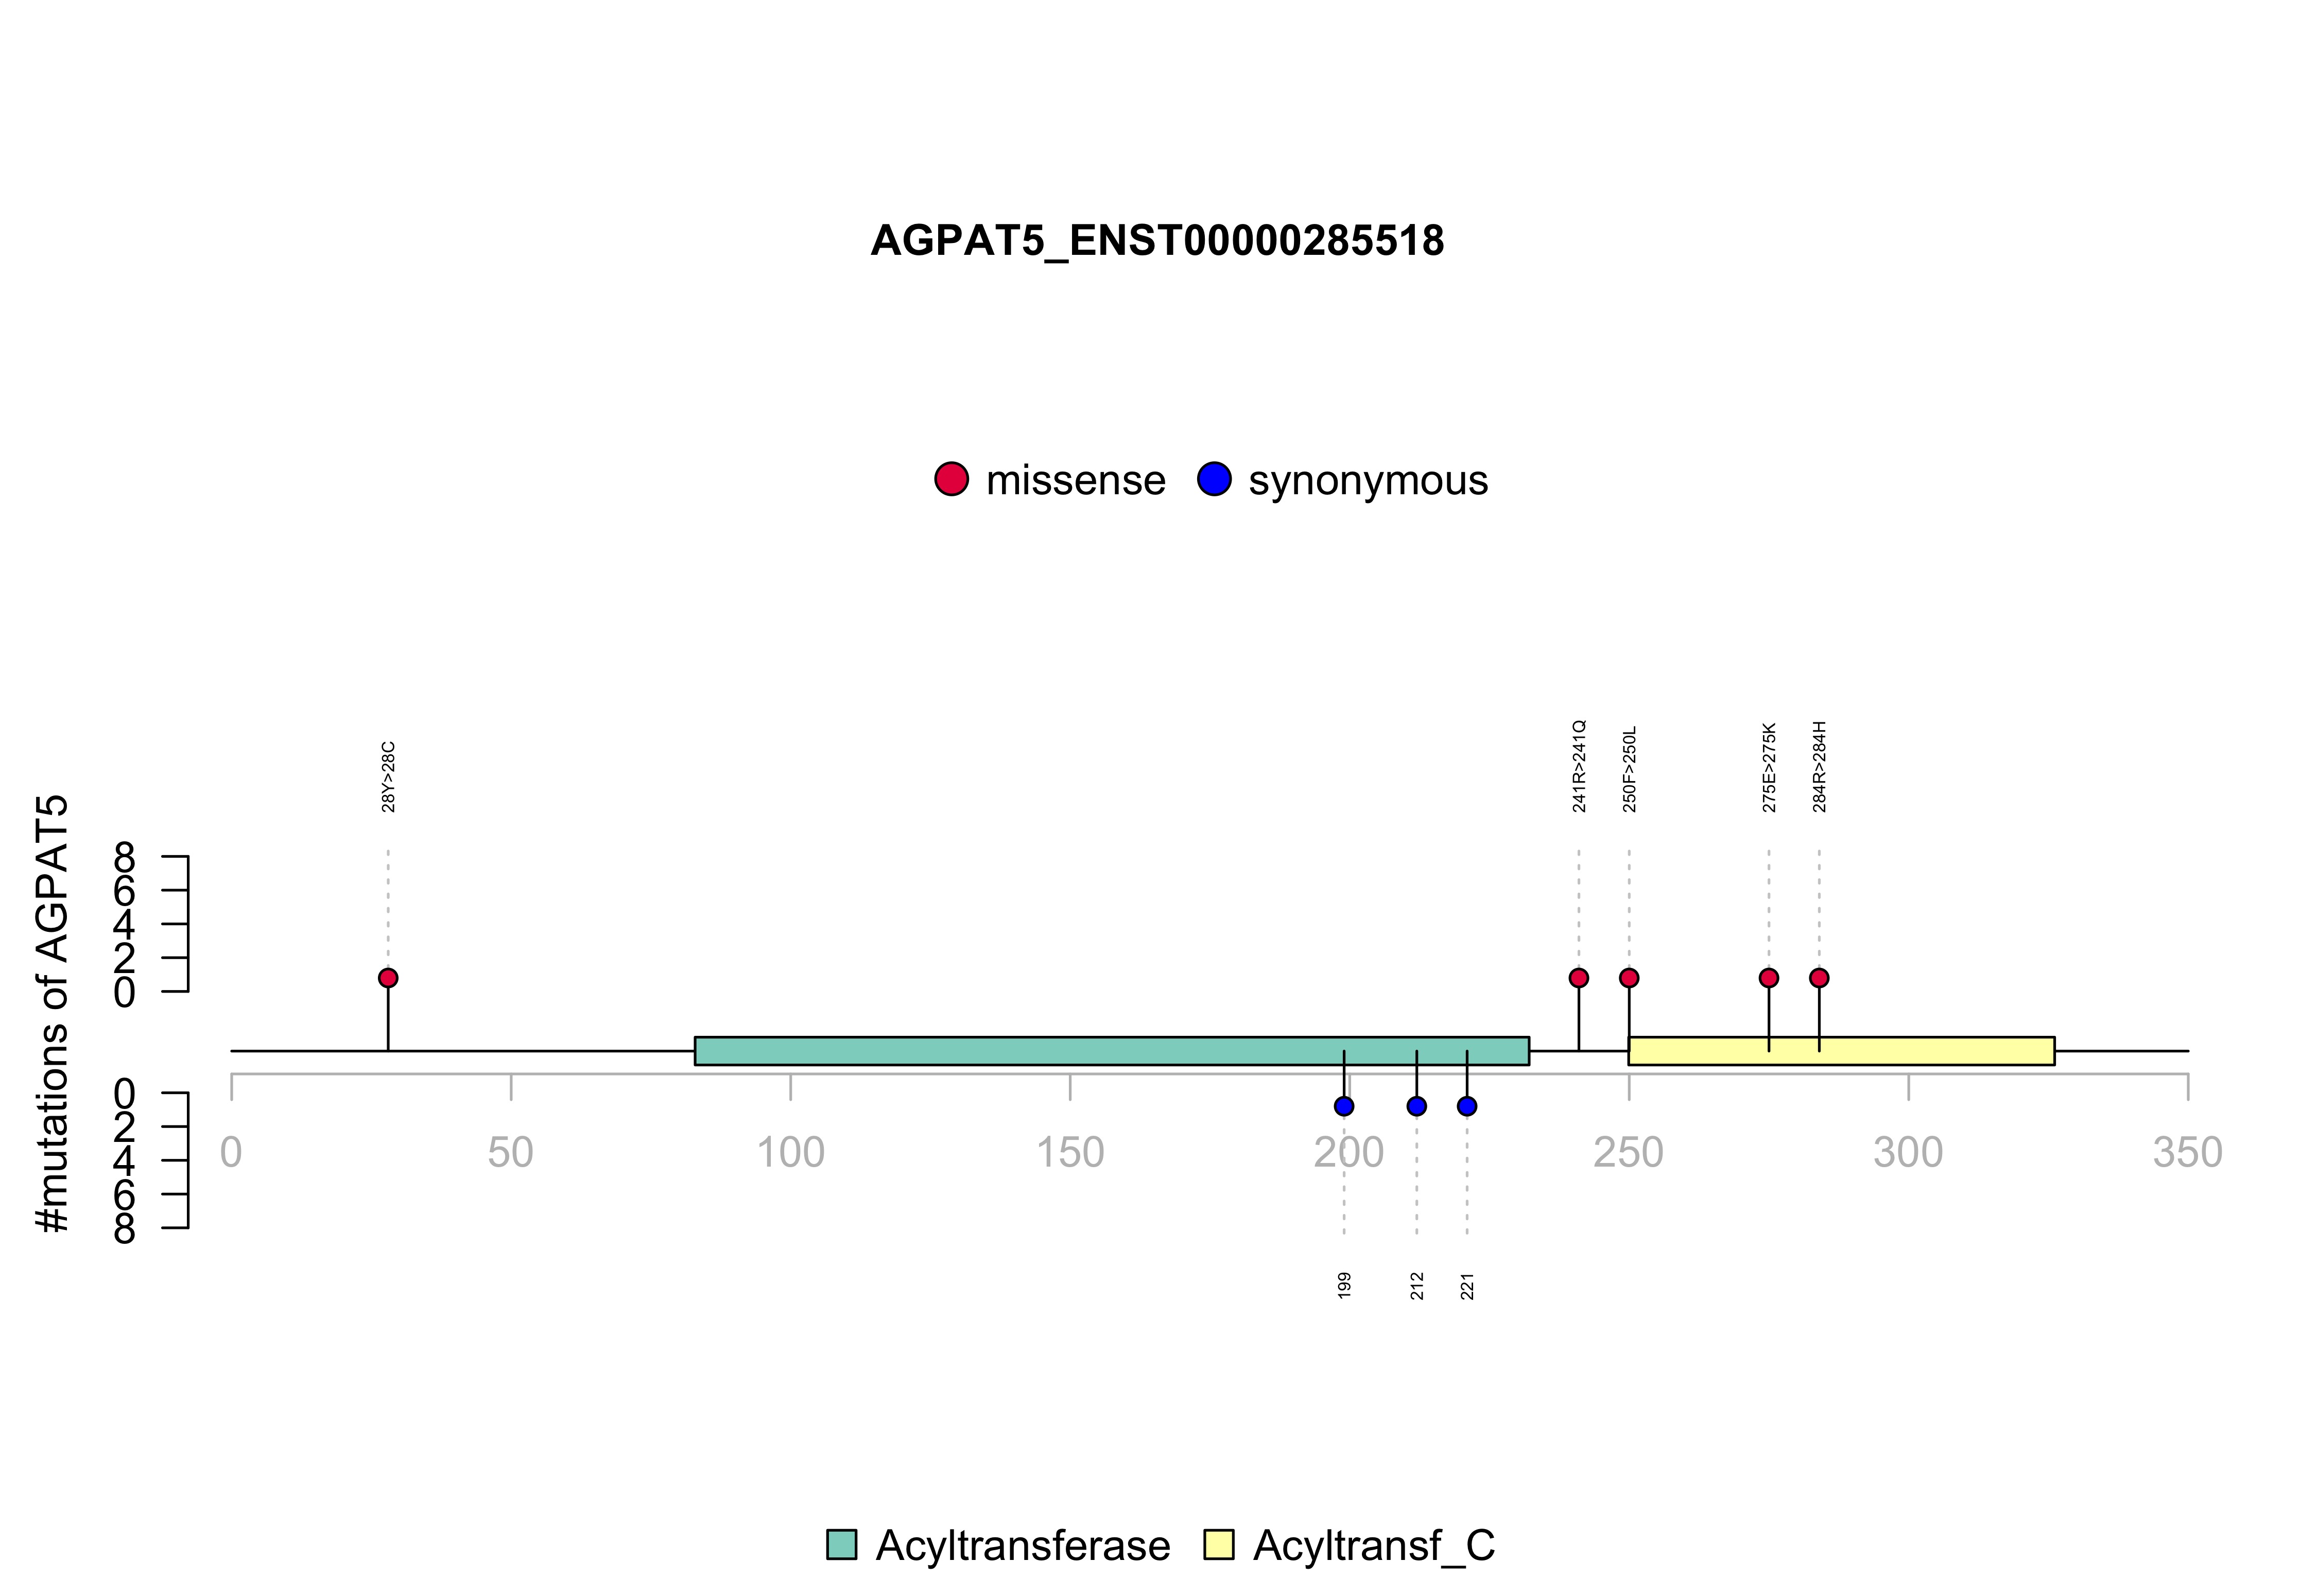 AGPAT5_ENST00000285518
missense synonymous
28Y>28C 241R>241Q 250F>250L 275E>275K 284R>284H
#mutations of AGPAT5
8
6
4
2
0
0
2
4
6
8
0 50 100 150 200 250 300 350
199 212 221
Acyltransferase Acyltransf_C